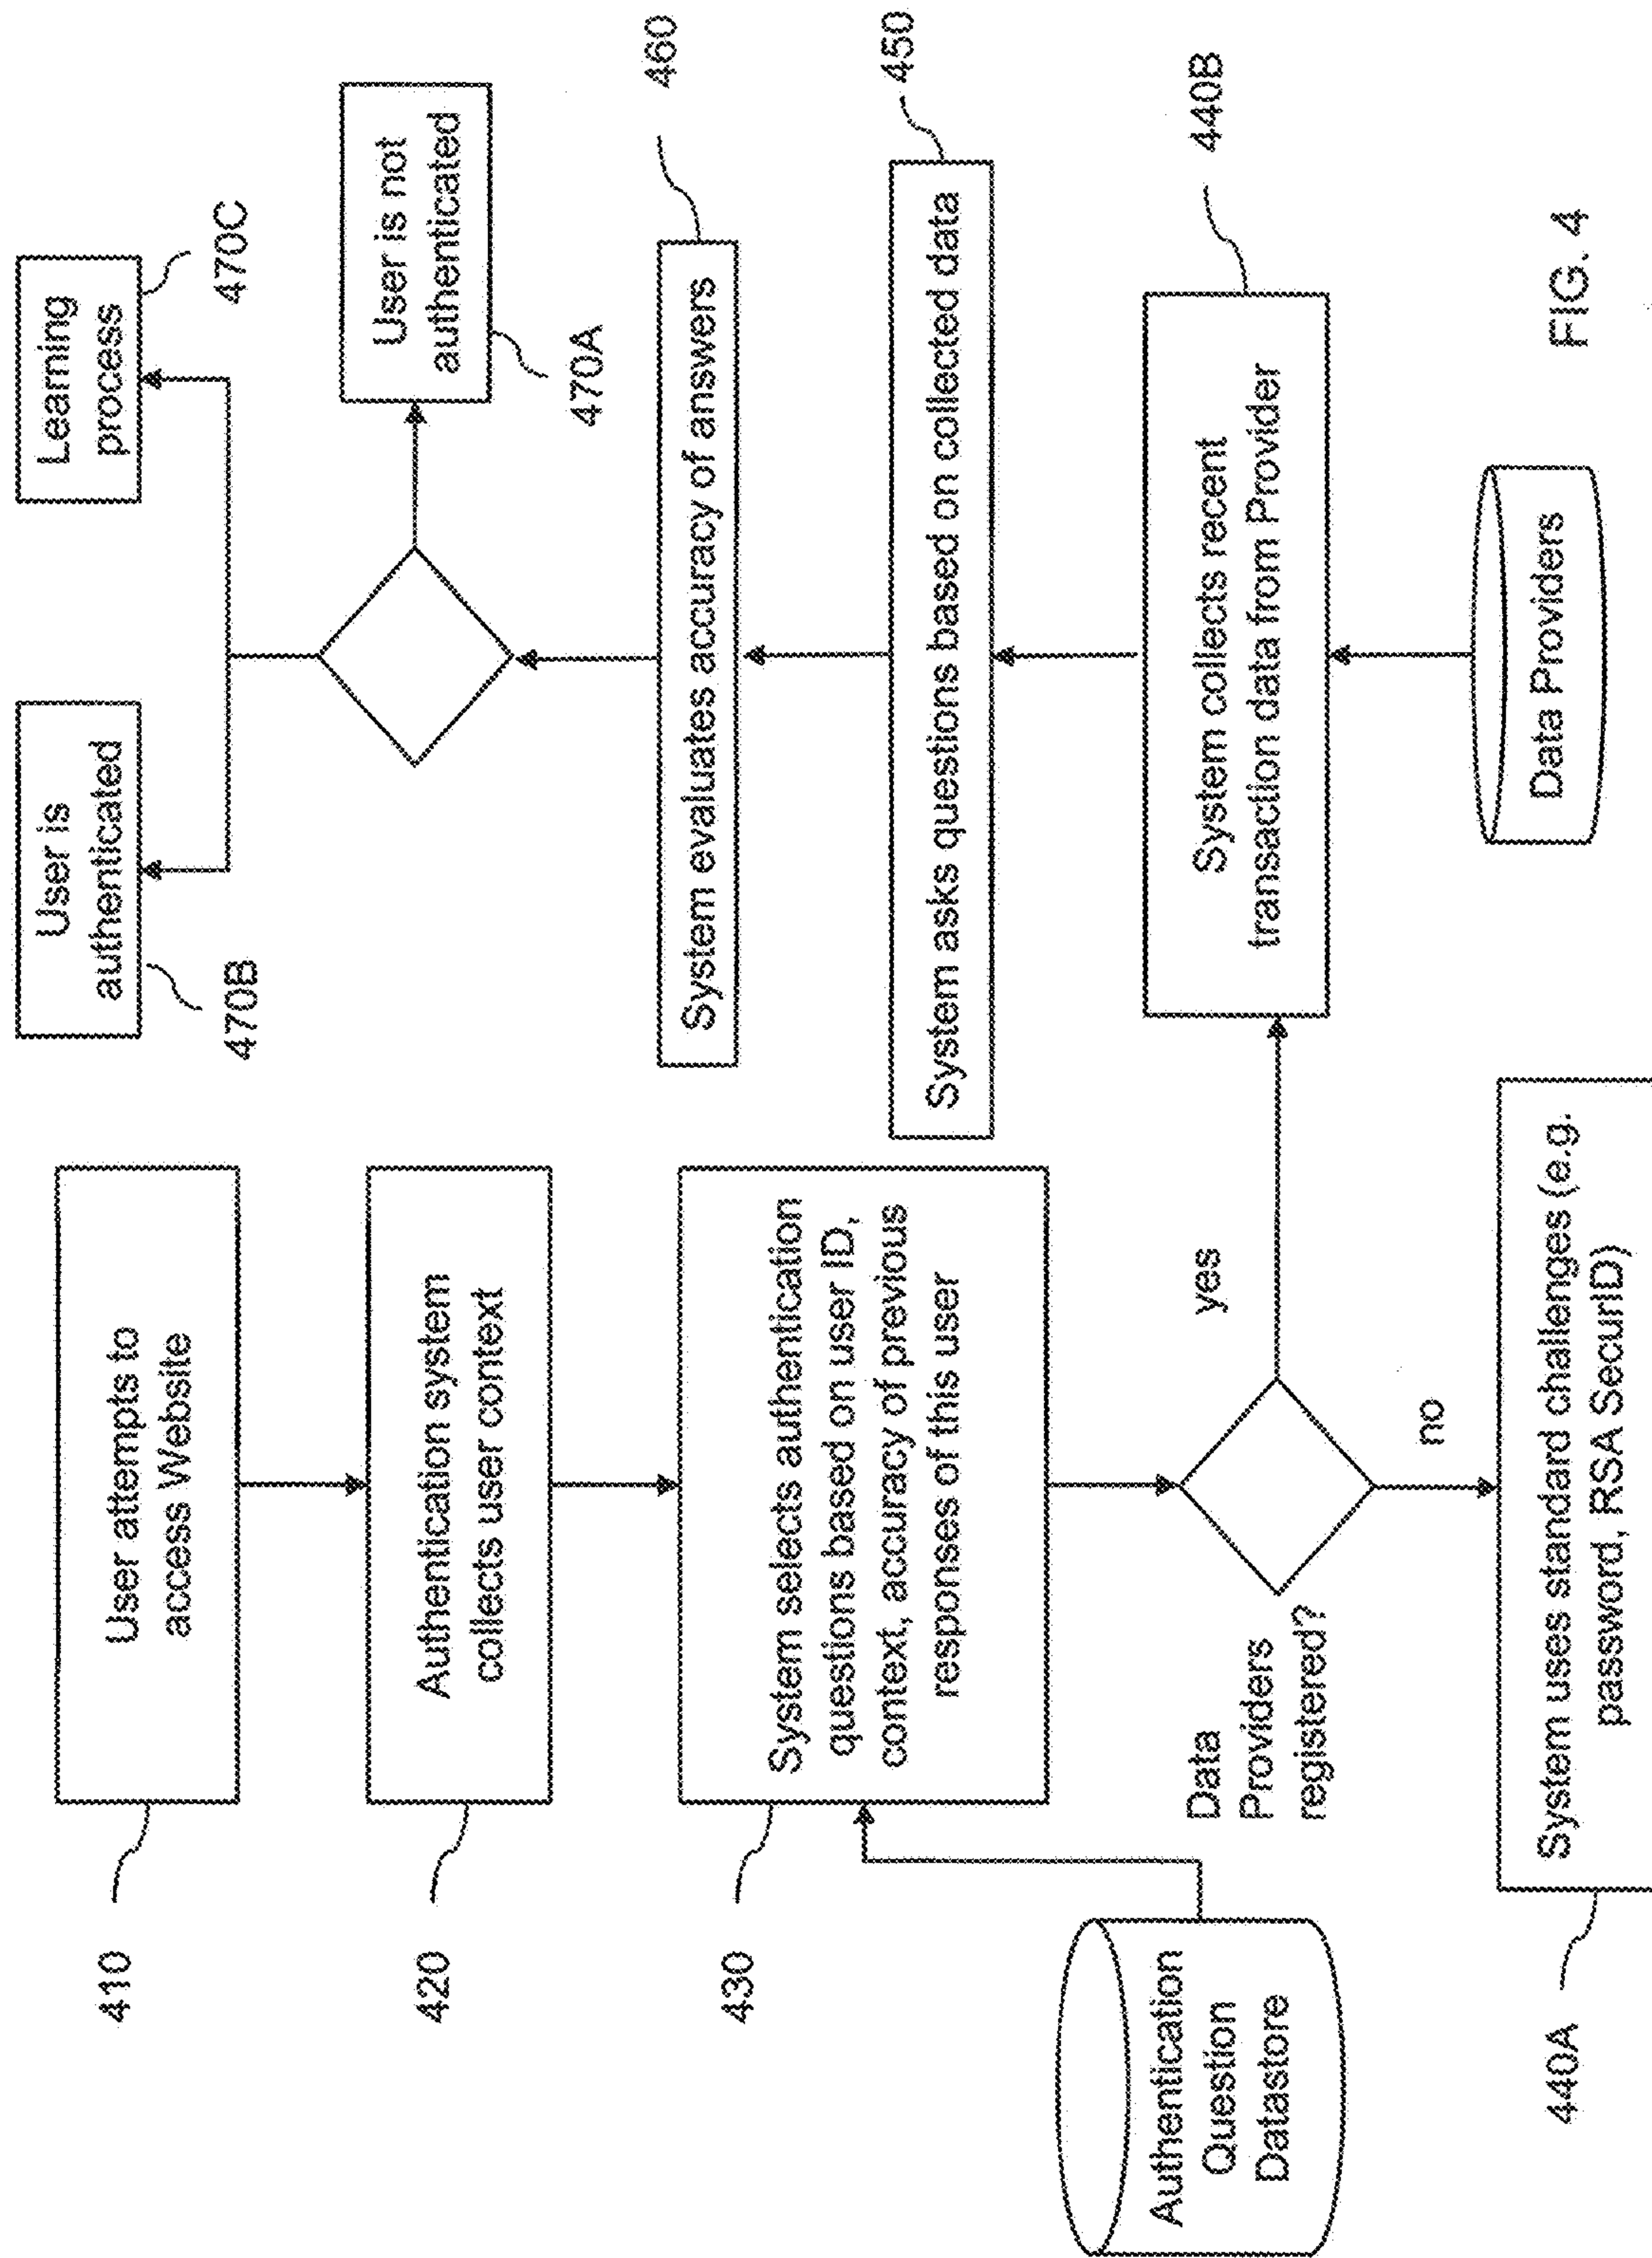 410
User attempts to
access Website
420
Authentication system
collects user context
430
System selects authentication
questions based on user ID,
context, accuracy of previous
responses of this user
Authentication
Question
Datastore
Data
Providers
registered?
yes
no
440A
System uses standard challenges (e.g.
password, RSA SecurID)
User is
authenticated
470B
Learning
process
470C
User is not
authenticated
470A
System evaluates accuracy of answers
460
System asks questions based on collected data
450
System collects recent
transaction data from Provider
440B
Data Providers
FIG. 4